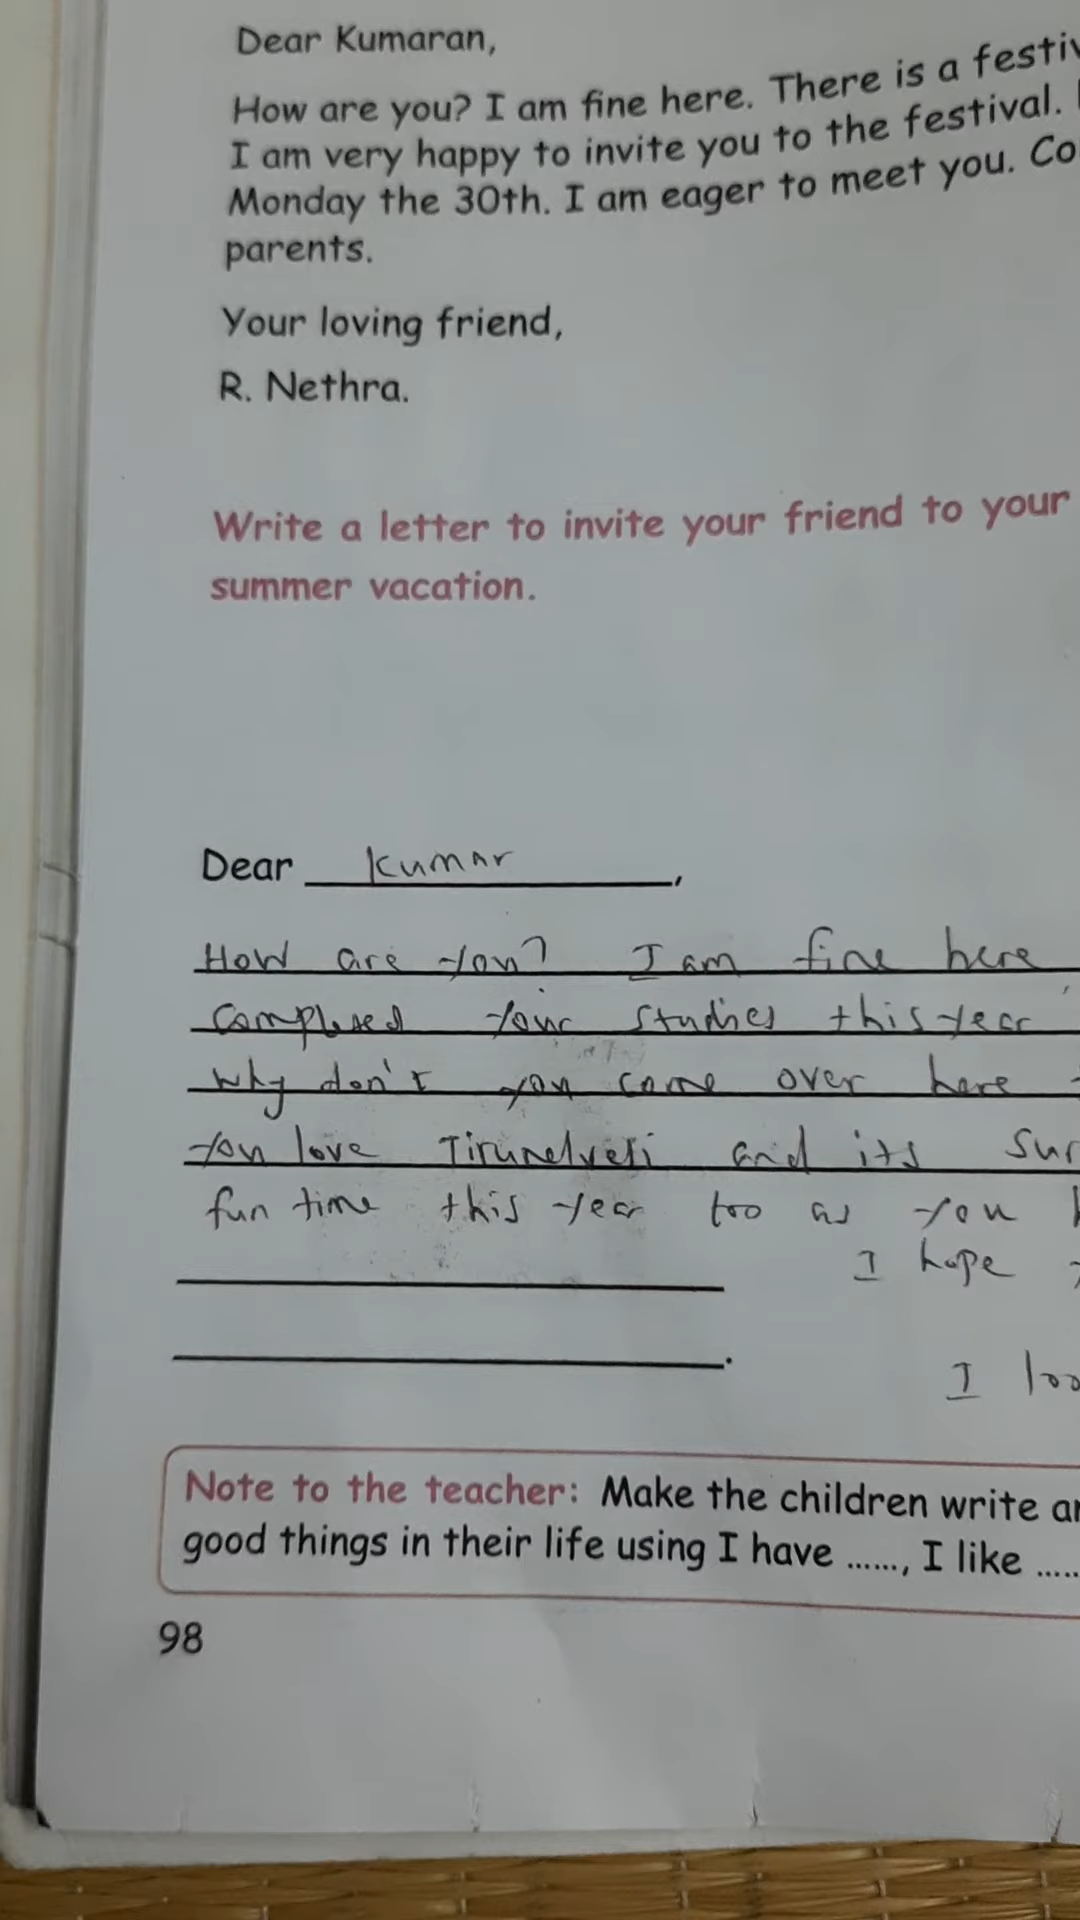 Dear Kumaran,
How are you? I am fine here. There is a festiv
I am very happy to invite you to the festival.
Monday the 30th. I am eager to meet you. Co
parents.
Your loving friend,
R. Nethra.
Write a letter to invite your friend to your
summer vacation.
Dear Kumar,
How are you? I am fine here
completed your studies this year
why don't you come over here
you love Tirunelveli and its sur
fun time this year too as you
I hope
I loo
Note to the teacher: Make the children write an
good things in their life using I have ......, I like .....
98